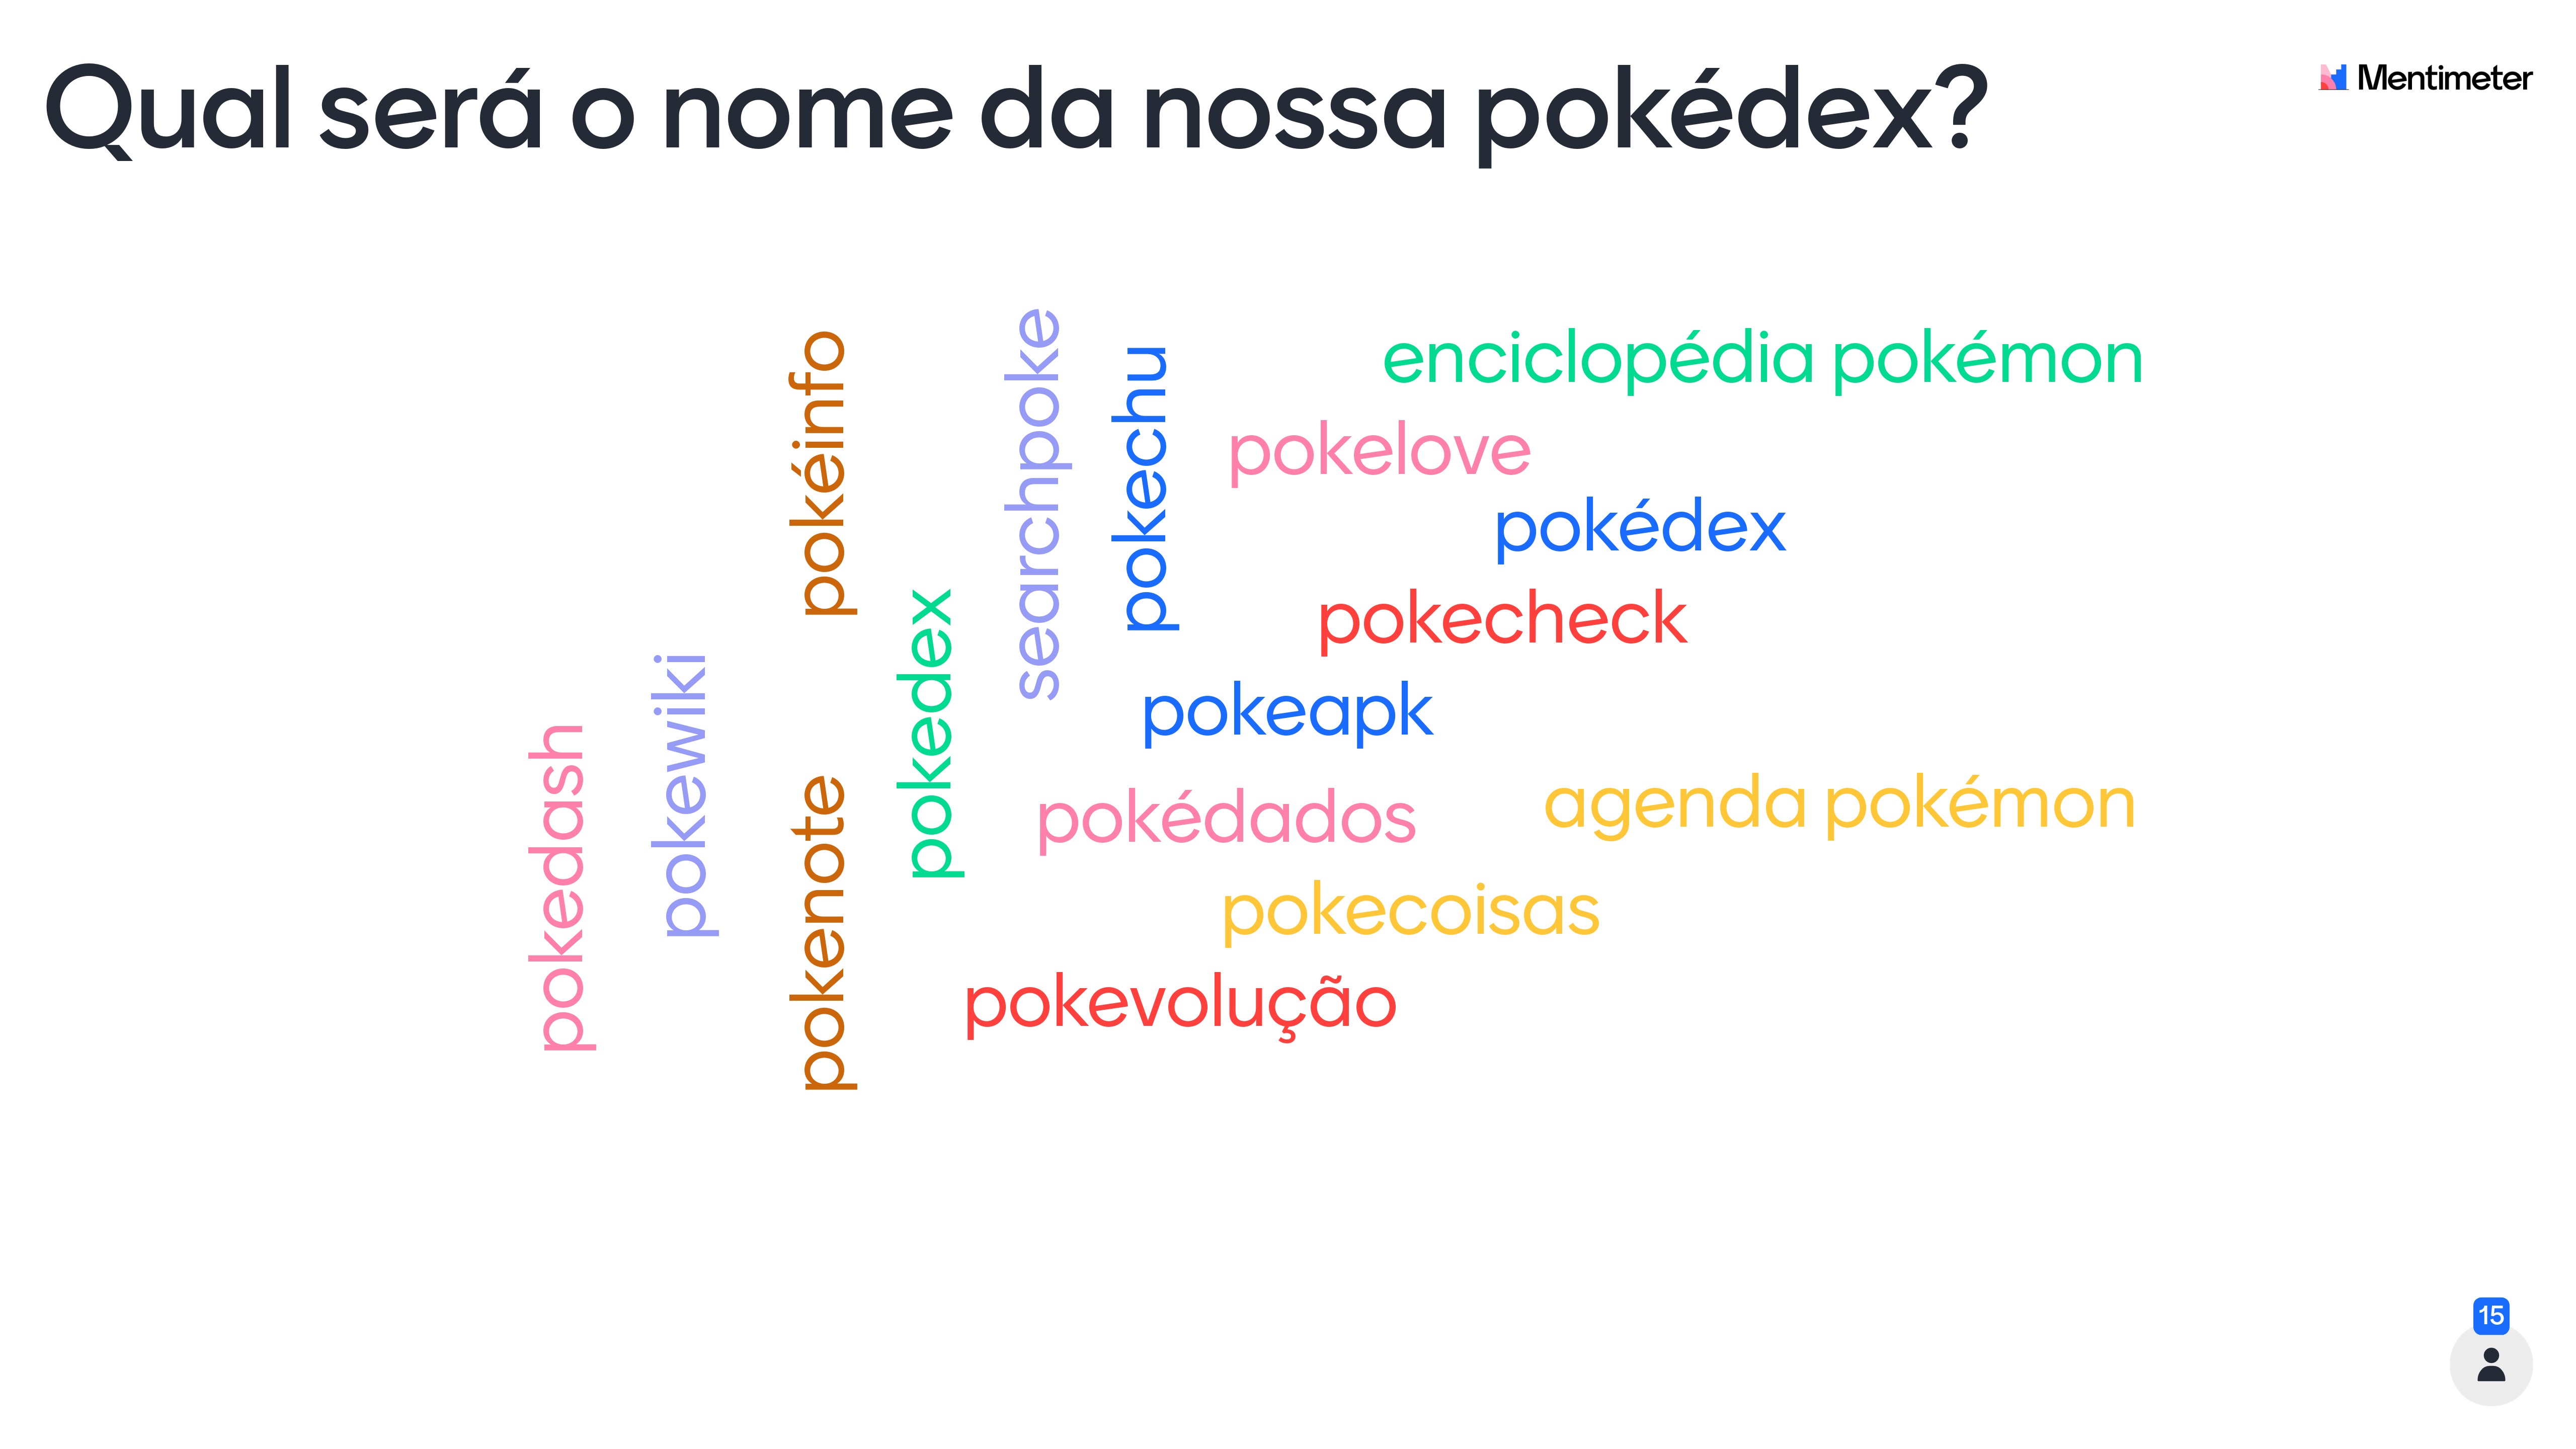 Qual será o nome da nossa pokédex?
Mentimeter
enciclopédia pokémon
pokelove
pokédex
pokecheck
pokeapk
pokédados
agenda pokémon
pokecoisas
pokevolução
pokedash
pokewiki
pokéinfo
pokenote
pokedex
searchpoke
pokechu
15